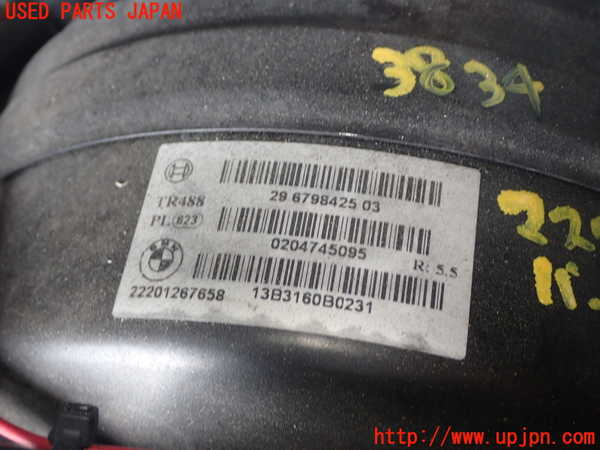 USED PARTS JAPAN
3834
TR488
29 6798425 03
PL 823
0204745095
R: 5.5
BMW
22201267658
13B3160B0231
http://www.upjpn.com/